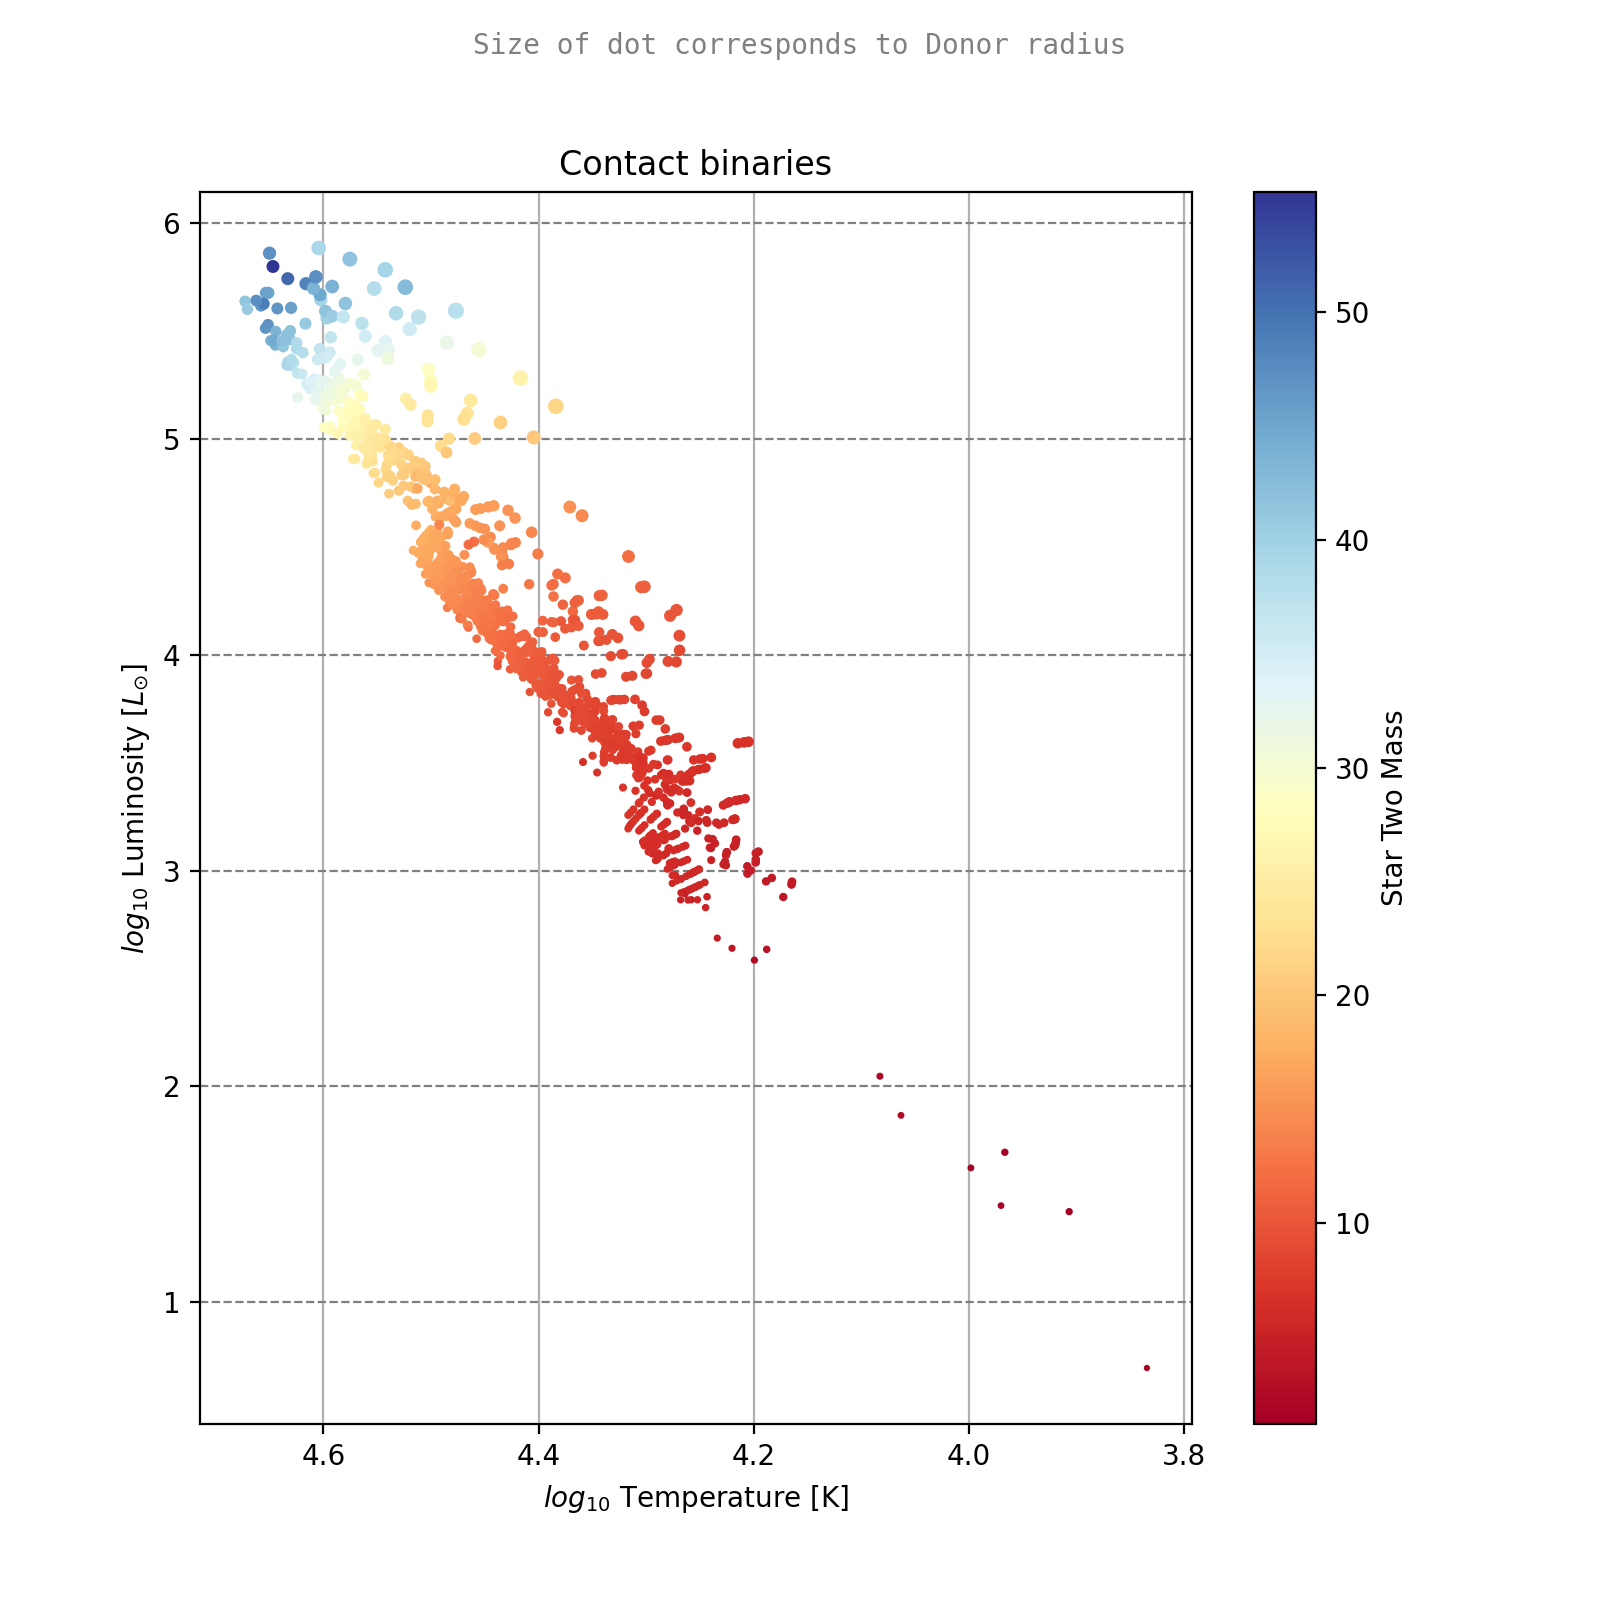 Size of dot corresponds to Donor radius
Contact binaries
6
5
4
3
2
1
log₁₀ Luminosity [L⊙]
4.6 4.4 4.2 4.0 3.8
log₁₀ Temperature [K]
50
40
30
20
10
Star Two Mass